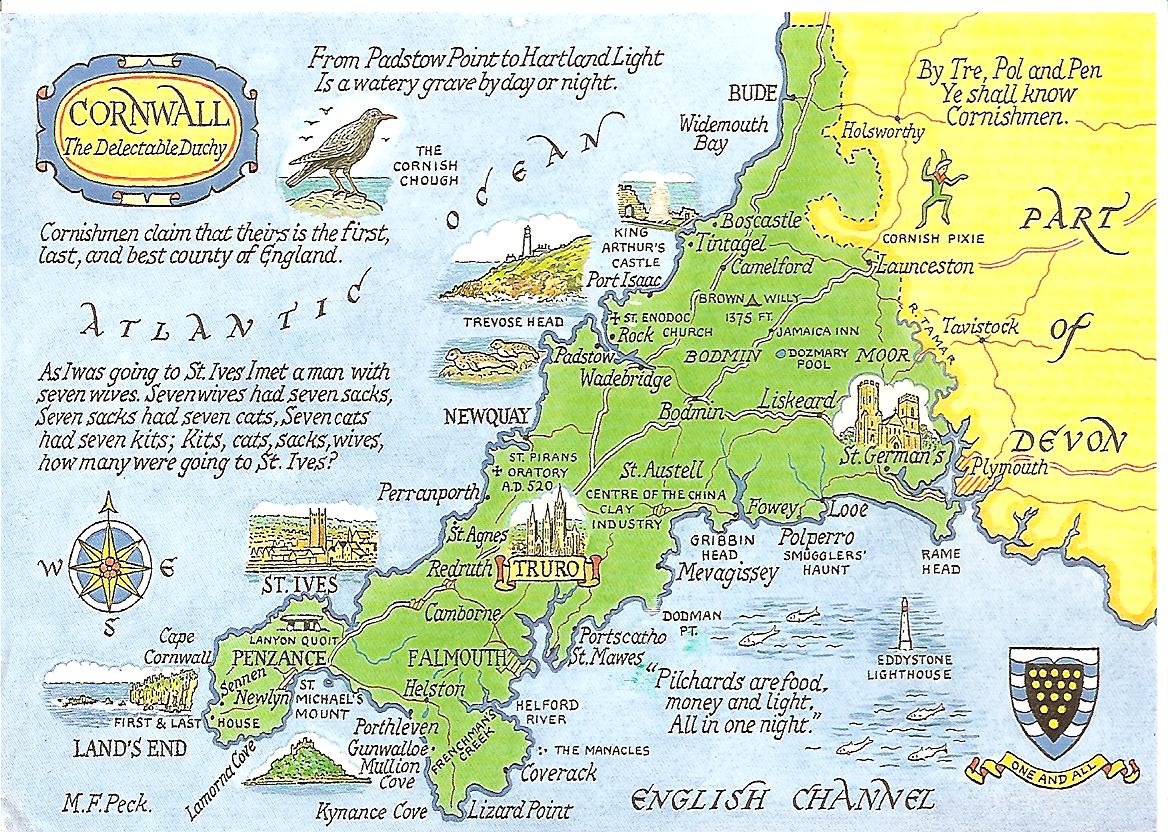 CORNWALL
The Delectable Duchy
From Padstow Point to Hartland Light
Is a watery grave by day or night.
By Tre, Pol and Pen
Ye shall know
Cornishmen.
THE
CORNISH
CHOUGH
Cornishmen claim that theirs is the first,
last, and best county of England.
ATLANTIC
OCEAN
BUDE
Widemouth
Bay
Holsworthy
CORNISH PIXIE
PART
of
DEVON
KING
ARTHUR'S
CASTLE
Boscastle
Tintagel
Camelford
Launceston
Port Isaac
TREVOSE HEAD
BROWN WILLY
1375 FT.
ST. ENODOC
CHURCH
Rock
JAMAICA INN
R. TAMAR
Tavistock
Padstow
Wadebridge
BODMIN
DOZMARY
POOL
MOOR
As I was going to St. Ives I met a man with
seven wives. Seven wives had seven sacks,
Seven sacks had seven cats, Seven cats
had seven kits; Kits, cats, sacks, wives,
how many were going to St. Ives?
NEWQUAY
Bodmin
Liskeard
St. German's
Plymouth
ST. PIRANS
ORATORY
A.D. 520
St. Austell
CENTRE OF THE CHINA
CLAY
INDUSTRY
Perranporth
Fowey
Looe
St. Agnes
GRIBBIN
HEAD
Polperro
SMUGGLERS'
HAUNT
RAME
HEAD
Mevagissey
W
E
S
ST. IVES
Redruth
TRURO
Camborne
DODMAN
PT.
Portscatho
St. Mawes
EDDYSTONE
LIGHTHOUSE
Cape
Cornwall
LANYON QUOIT
PENZANCE
FALMOUTH
Sennen
Newlyn
ST.
MICHAEL'S
MOUNT
Helston
"Pilchards are food,
money and light,
All in one night."
FIRST & LAST
HOUSE
LAND'S END
HELFORD
RIVER
Porthleven
Gunwalloe
Mullion
Cove
FRENCHMAN'S
CREEK
THE MANACLES
Coverack
Lamorna Cove
Kynance Cove
Lizard Point
ENGLISH CHANNEL
ONE AND ALL
M.F. Peck.